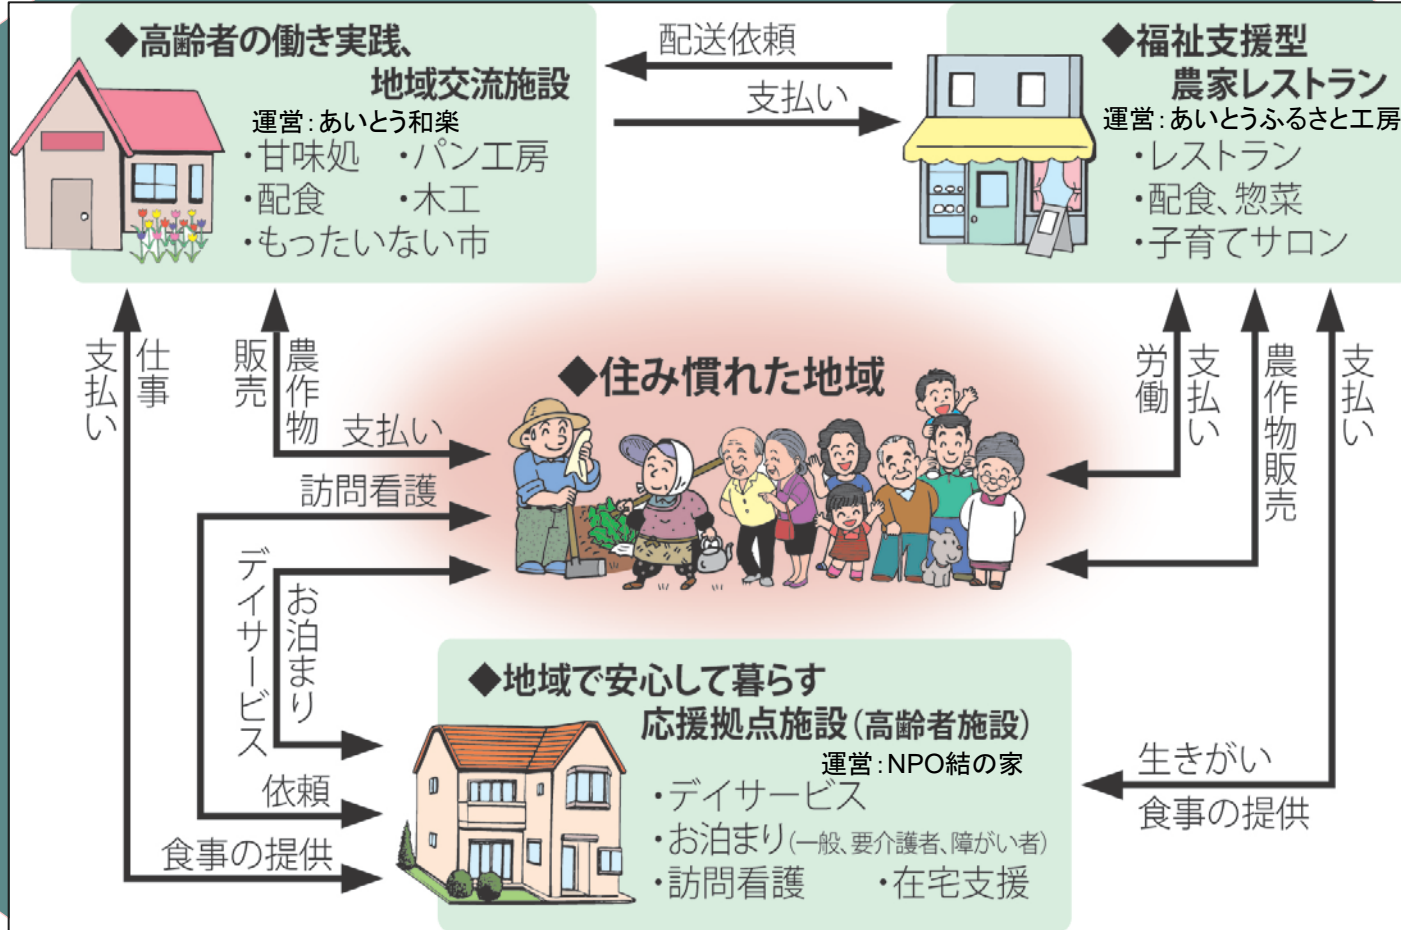 ◆高齢者の働き実践、
地域交流施設
運営：あいとう和楽
・甘味処　・パン工房
・配食　・木工
・もったいない市
配送依頼
支払い
◆福祉支援型
農家レストラン
運営：あいとうふるさと工房
・レストラン
・配食、惣菜
・子育てサロン
支払い
仕事
販売
農作物
支払い
訪問看護
デイサービス
お泊まり
依頼
食事の提供
◆住み慣れた地域
労働
支払い
農作物販売
支払い
生きがい
食事の提供
◆地域で安心して暮らす
応援拠点施設（高齢者施設）
運営：NPO結の家
・デイサービス
・お泊まり（一般、要介護者、障がい者）
・訪問看護　・在宅支援